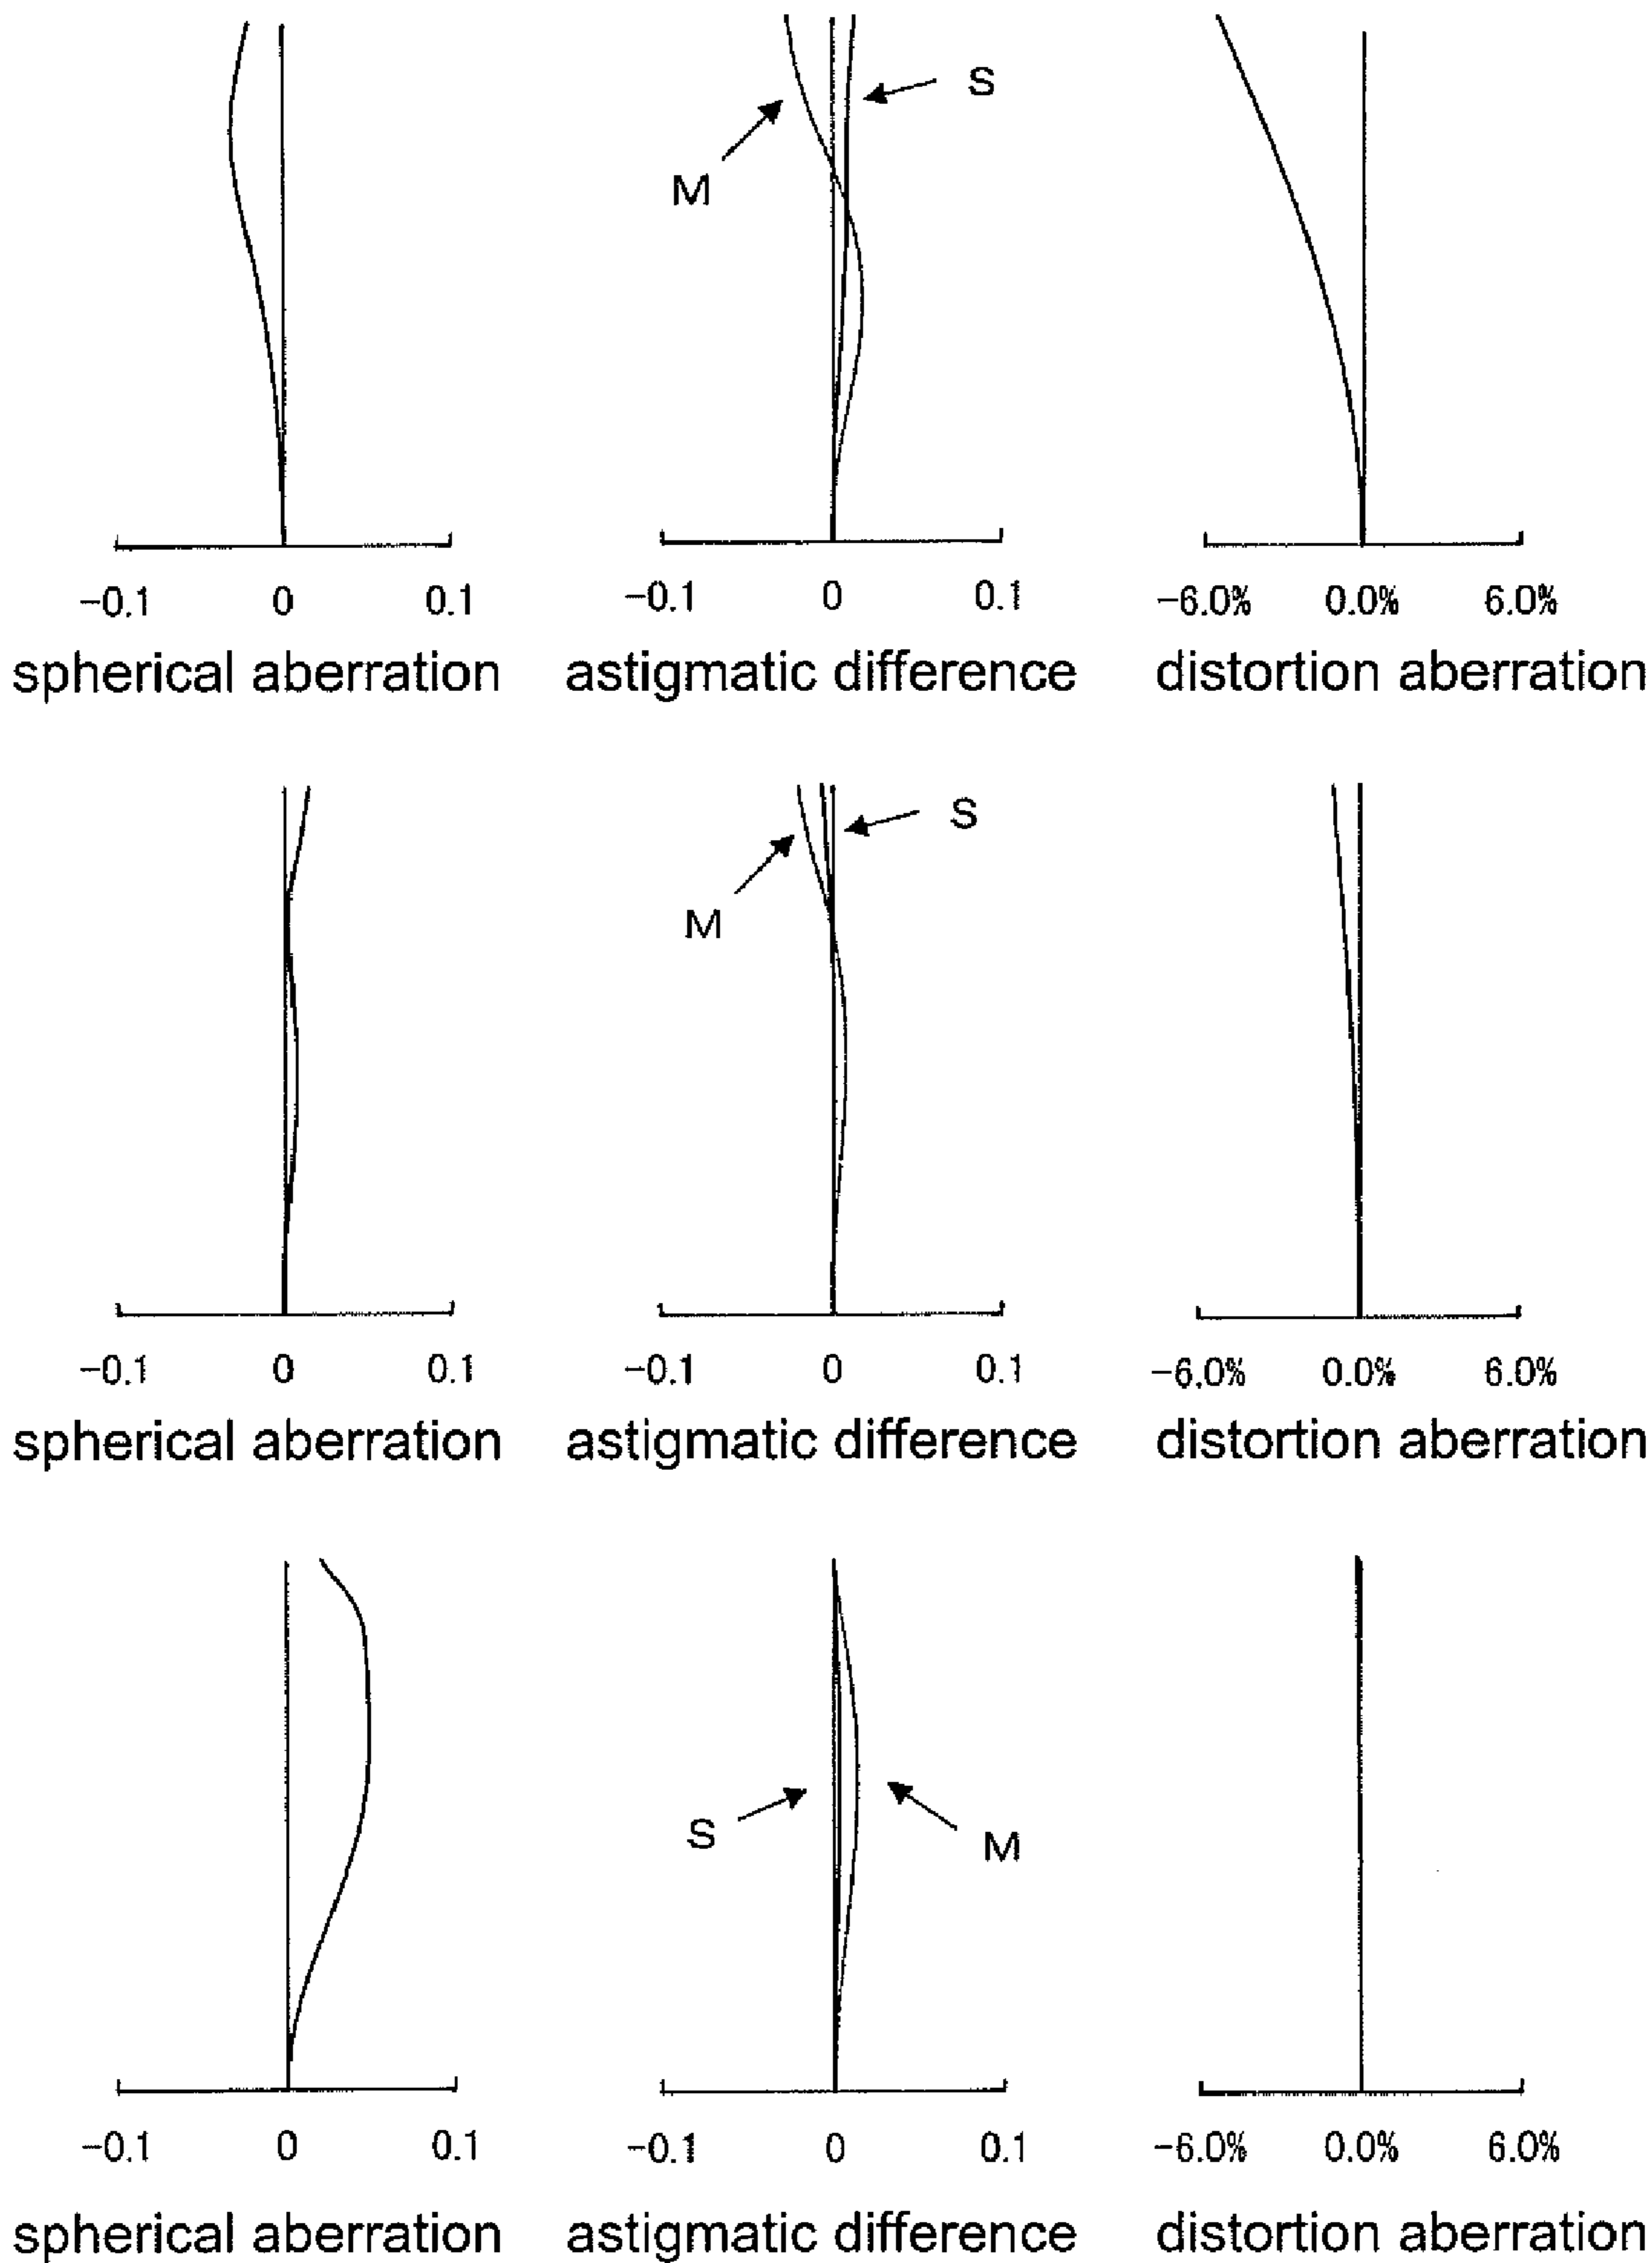 S
M
-0.1 0 0.1 -0.1 0 0.1 -6.0% 0.0% 6.0%
spherical aberration astigmatic difference distortion aberration
S
M
-0.1 0 0.1 -0.1 0 0.1 -6.0% 0.0% 6.0%
spherical aberration astigmatic difference distortion aberration
S M
-0.1 0 0.1 -0.1 0 0.1 -6.0% 0.0% 6.0%
spherical aberration astigmatic difference distortion aberration